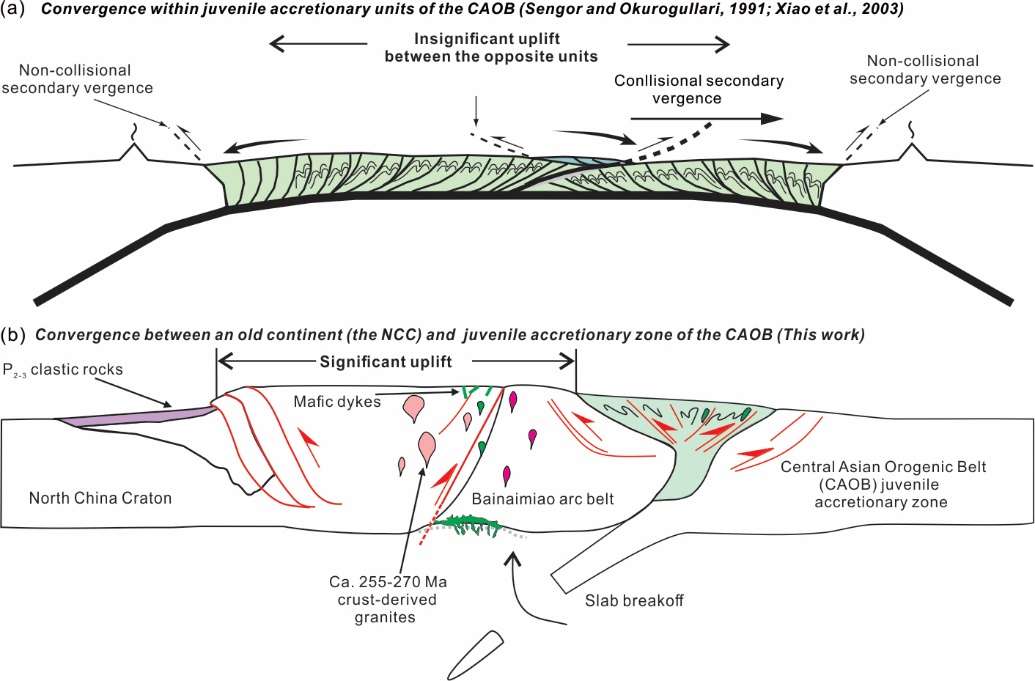 (a) Convergence within juvenile accretionary units of the CAOB (Sengor and Okurogullari, 1991; Xiao et al., 2003)
Insignificant uplift
between the opposite units
Non-collisional
secondary vergence
Conllisional secondary
vergence
Non-collisional
secondary vergence
(b) Convergence between an old continent (the NCC) and juvenile accretionary zone of the CAOB (This work)
Significant uplift
P2-3 clastic rocks
Mafic dykes
North China Craton
Bainaimiao arc belt
Central Asian Orogenic Belt
(CAOB) juvenile
accretionary zone
Ca. 255-270 Ma
crust-derived
granites
Slab breakoff